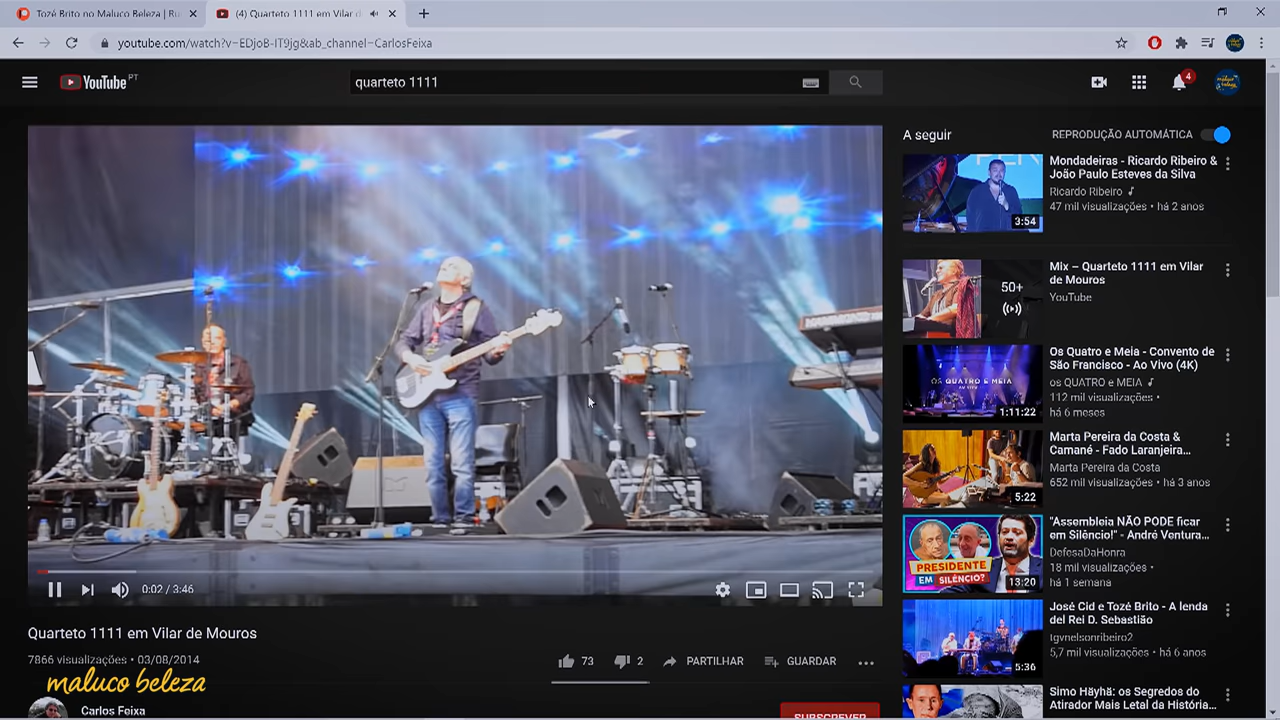 Tozé Brito no Maluco Beleza | Ru
(4) Quarteto 1111 em Vilar d
youtube.com/watch?v=EDjoB-IT9jg&ab_channel=CarlosFeixa
YouTube PT
quarteto 1111
4
maluco beleza
A seguir
REPRODUÇÃO AUTOMÁTICA
3:54
Mondadeiras - Ricardo Ribeiro &
João Paulo Esteves da Silva
Ricardo Ribeiro
47 mil visualizações • há 2 anos
50+
Mix – Quarteto 1111 em Vilar
de Mouros
YouTube
OS QUATRO E MEIA
1:11:22
Os Quatro e Meia - Convento de
São Francisco - Ao Vivo (4K)
os QUATRO e MEIA
112 mil visualizações •
há 6 meses
5:22
Marta Pereira da Costa &
Camané - Fado Laranjeira...
Marta Pereira da Costa
652 mil visualizações • há 3 anos
PRESIDENTE
EM SILÊNCIO?
13:20
"Assembleia NÃO PODE ficar
em Silêncio!" - André Ventura...
DefesaDaHonra
18 mil visualizações •
há 1 semana
5:36
José Cid e Tozé Brito - A lenda
del Rei D. Sebastião
tgvnelsonribeiro2
5,7 mil visualizações • há 6 anos
Simo Häyhä: os Segredos do
Atirador Mais Letal da História...
0:02 / 3:46
Quarteto 1111 em Vilar de Mouros
7866 visualizações • 03/08/2014
73
2
PARTILHAR
GUARDAR
maluco beleza
Carlos Feixa
SUBSCREVER